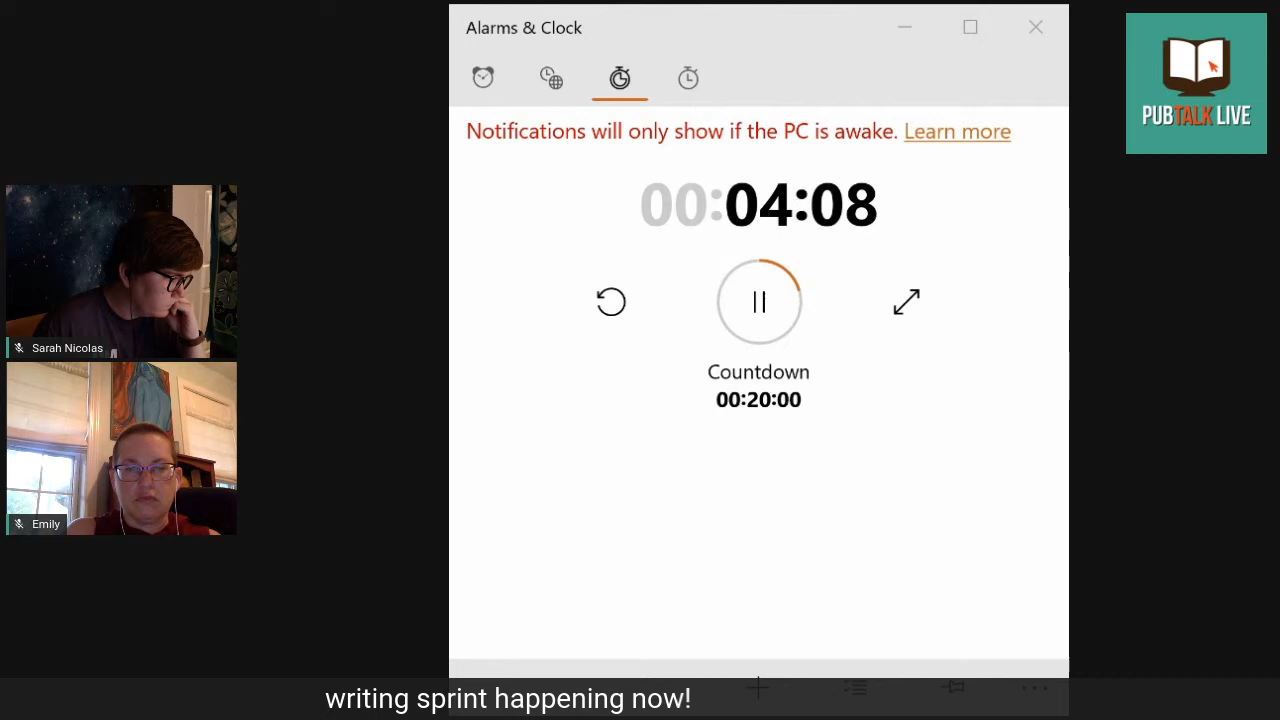 Alarms & Clock
PUBTALK LIVE
Notifications will only show if the PC is awake. Learn more
00:04:08
Countdown
00:20:00
Sarah Nicolas
Emily
writing sprint happening now!